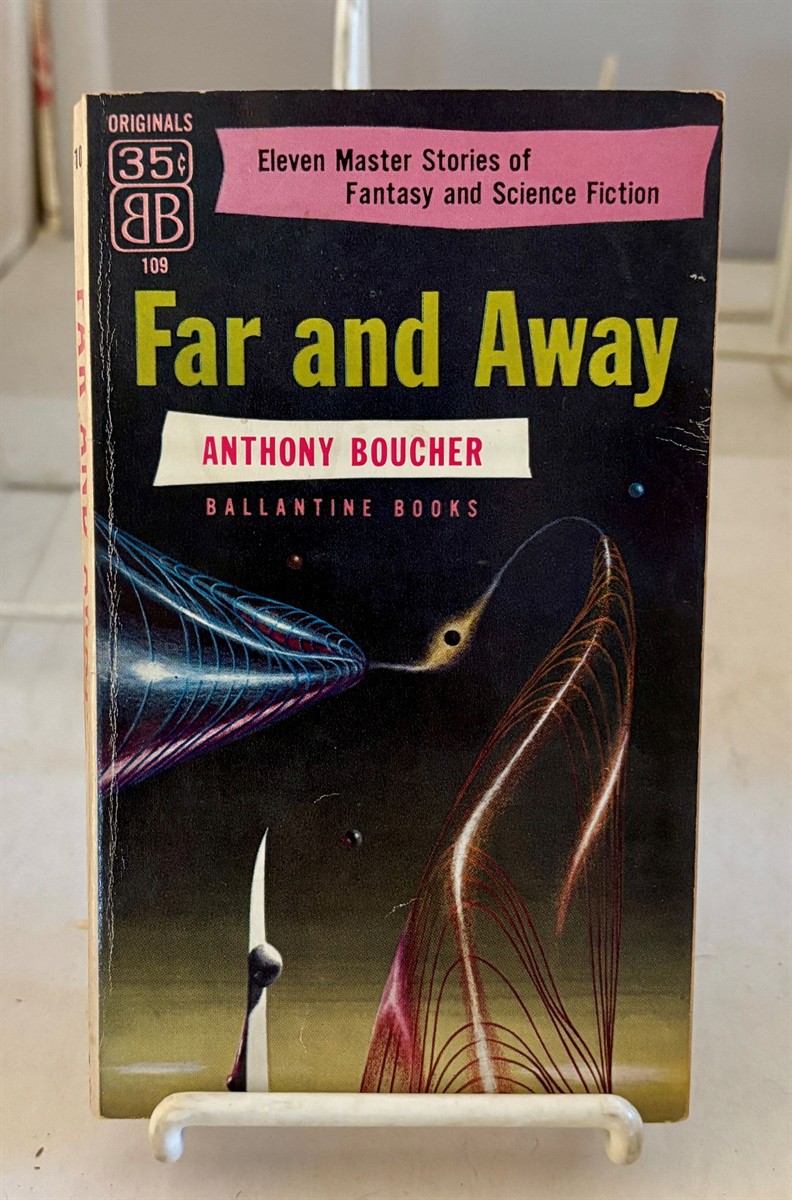 ORIGINALS
35¢
BB
109
Eleven Master Stories of
Fantasy and Science Fiction
Far and Away
ANTHONY BOUCHER
BALLANTINE BOOKS